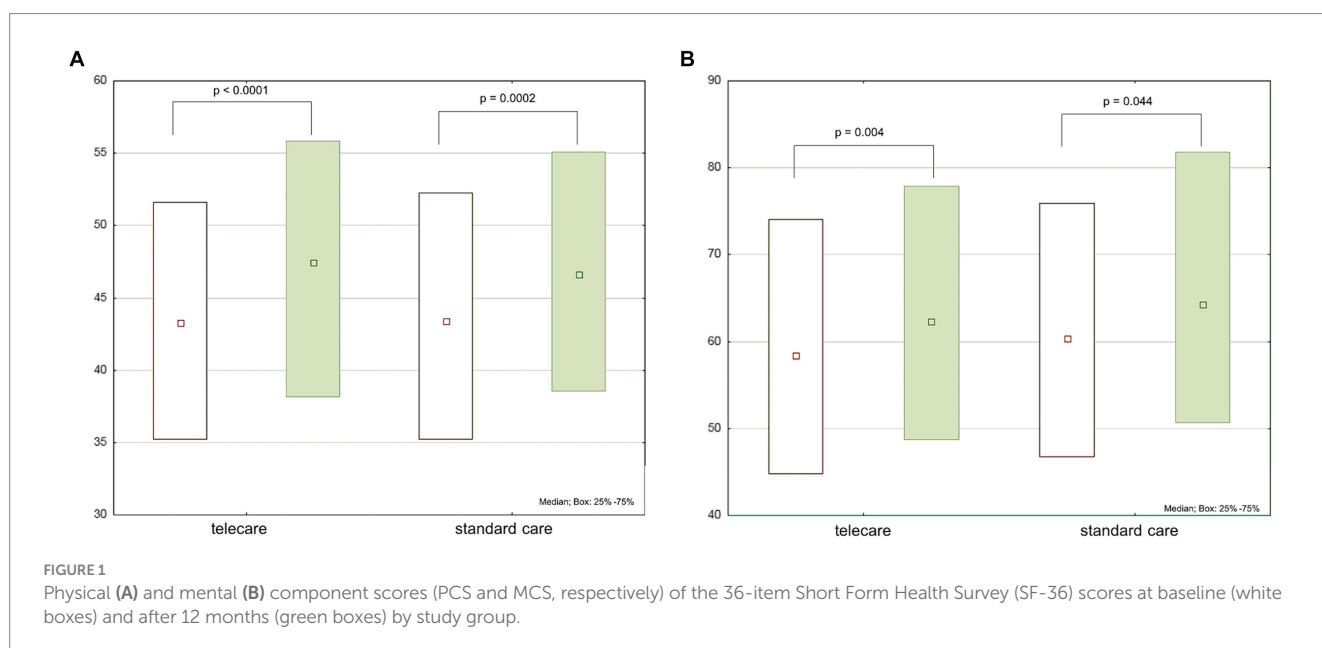 A
60
55
50
45
40
35
30
p < 0.0001
p = 0.0002
Median; Box: 25% -75%
telecare
standard care
B
90
80
70
60
50
40
p = 0.004
p = 0.044
Median; Box: 25% -75%
telecare
standard care
FIGURE 1
Physical (A) and mental (B) component scores (PCS and MCS, respectively) of the 36-item Short Form Health Survey (SF-36) scores at baseline (white
boxes) and after 12 months (green boxes) by study group.